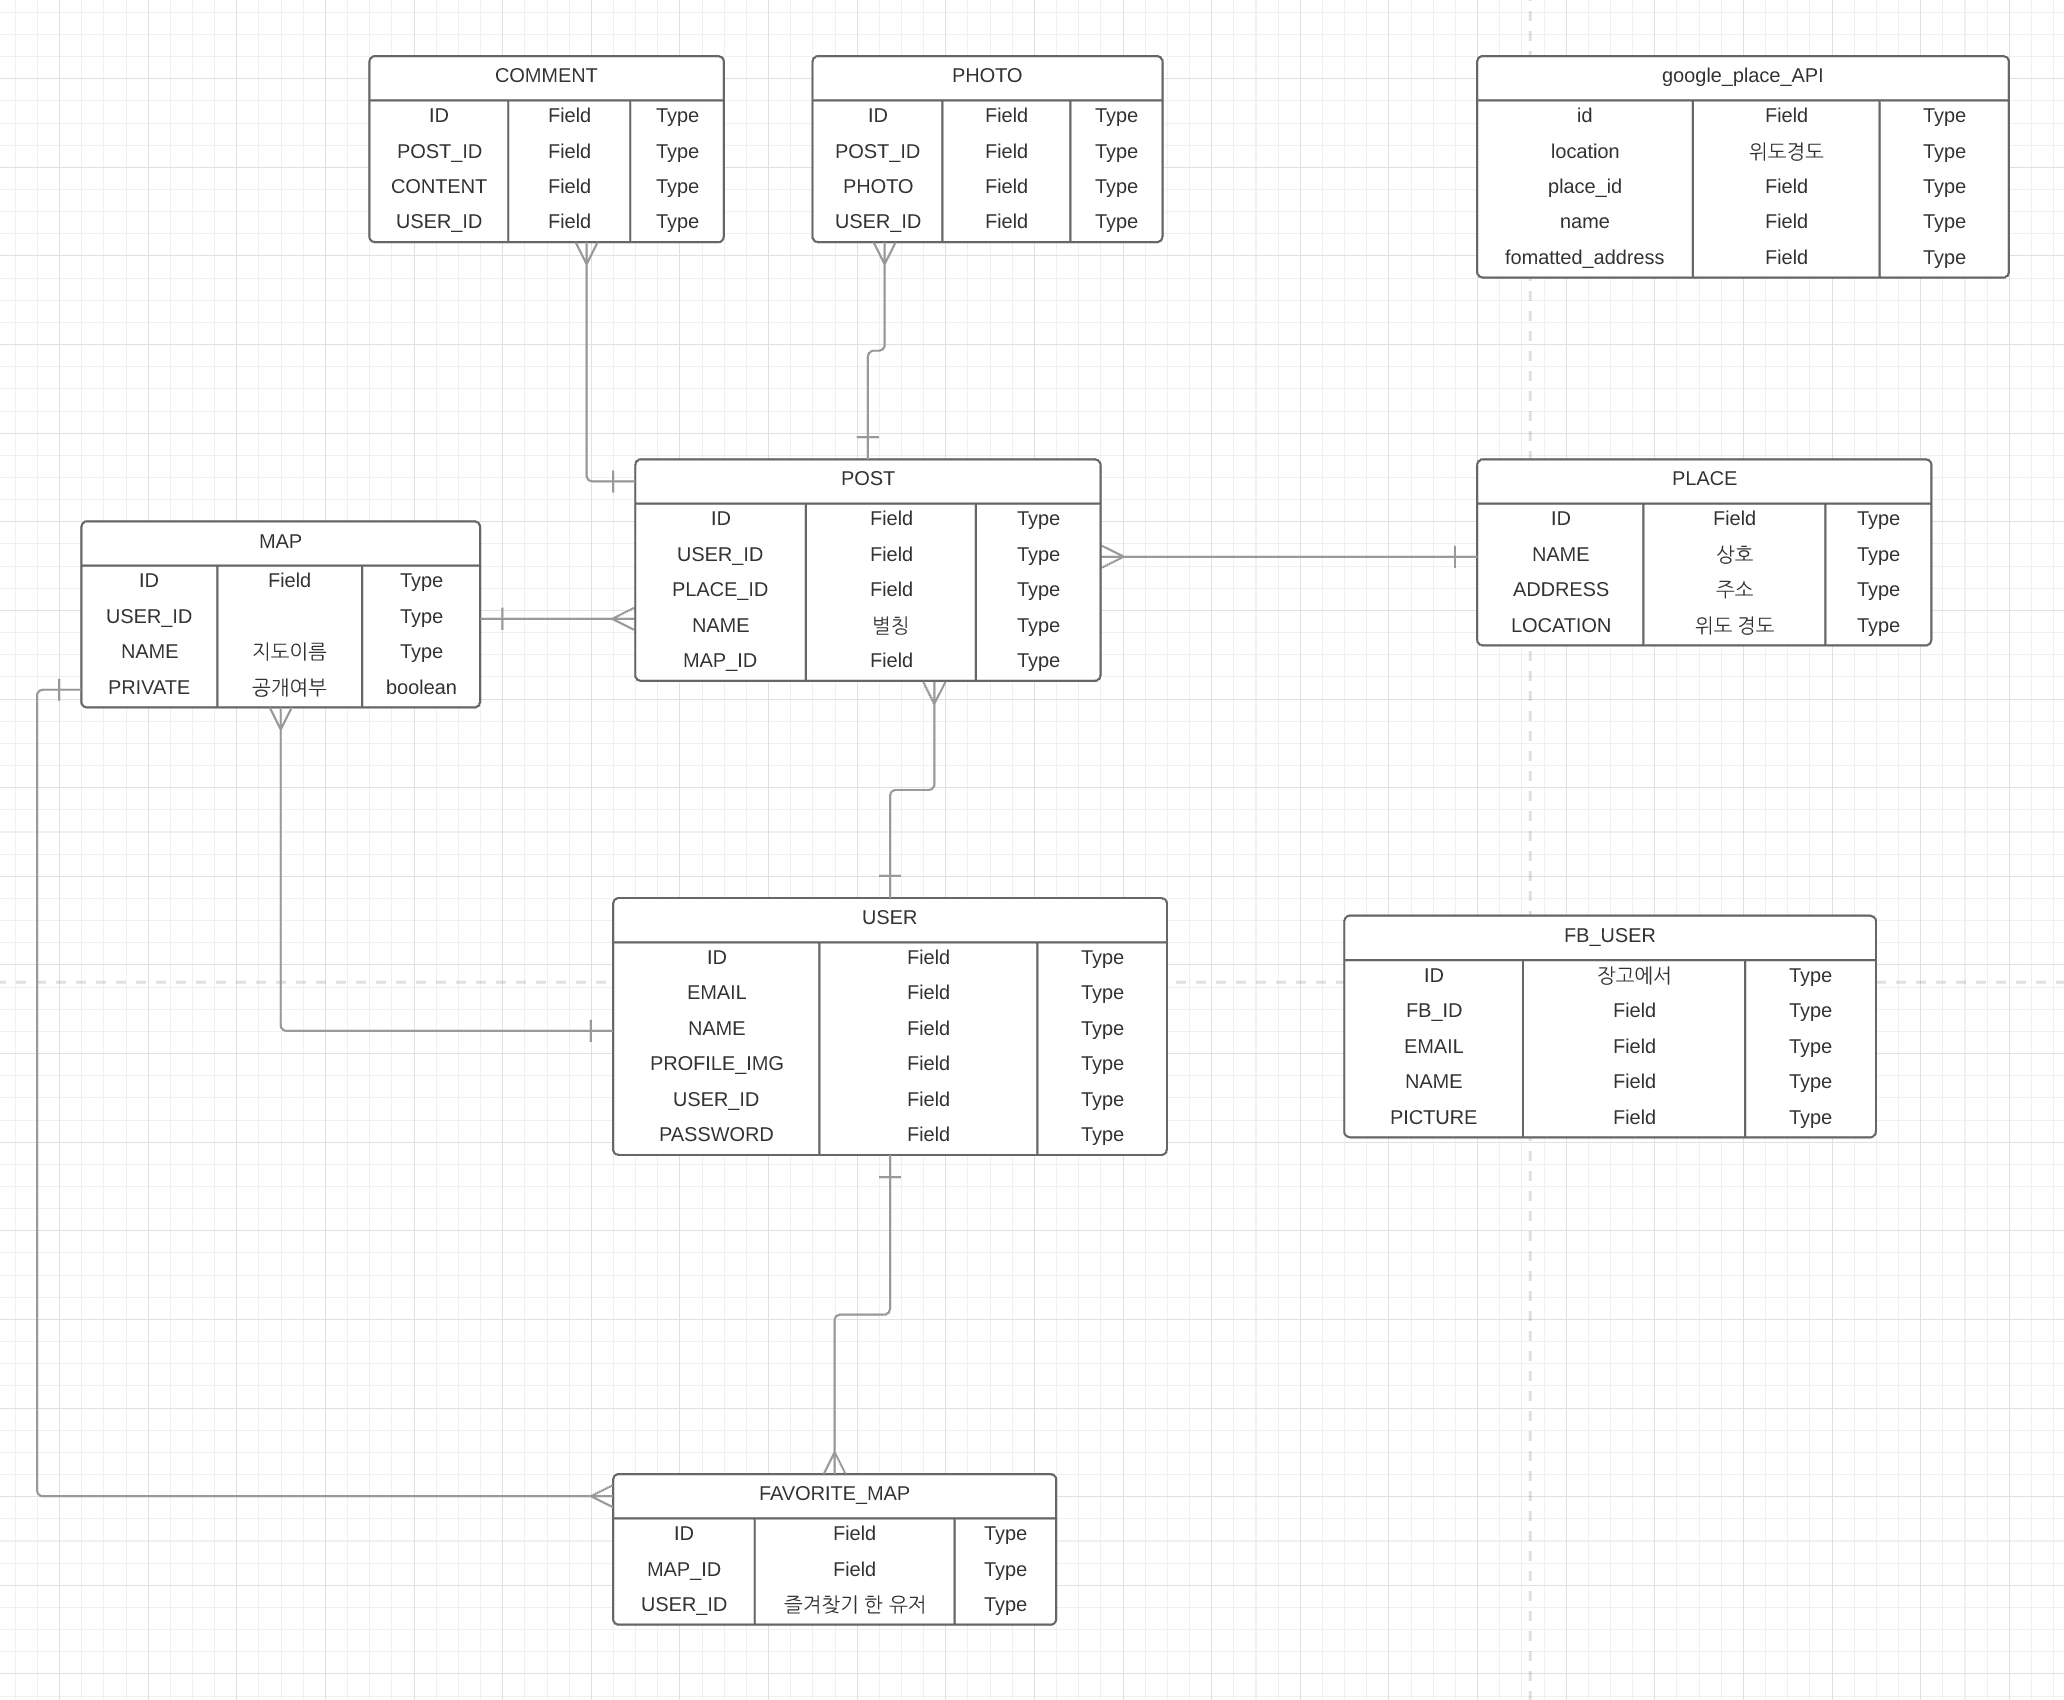 COMMENT
ID Field Type
POST_ID Field Type
CONTENT Field Type
USER_ID Field Type
PHOTO
ID Field Type
POST_ID Field Type
PHOTO Field Type
USER_ID Field Type
google_place_API
id Field Type
location 위도경도 Type
place_id Field Type
name Field Type
fomatted_address Field Type
MAP
ID Field Type
USER_ID Type
NAME 지도이름 Type
PRIVATE 공개여부 boolean
POST
ID Field Type
USER_ID Field Type
PLACE_ID Field Type
NAME 별칭 Type
MAP_ID Field Type
PLACE
ID Field Type
NAME 상호 Type
ADDRESS 주소 Type
LOCATION 위도 경도 Type
USER
ID Field Type
EMAIL Field Type
NAME Field Type
PROFILE_IMG Field Type
USER_ID Field Type
PASSWORD Field Type
FB_USER
ID 장고에서 Type
FB_ID Field Type
EMAIL Field Type
NAME Field Type
PICTURE Field Type
FAVORITE_MAP
ID Field Type
MAP_ID Field Type
USER_ID 즐겨찾기 한 유저 Type